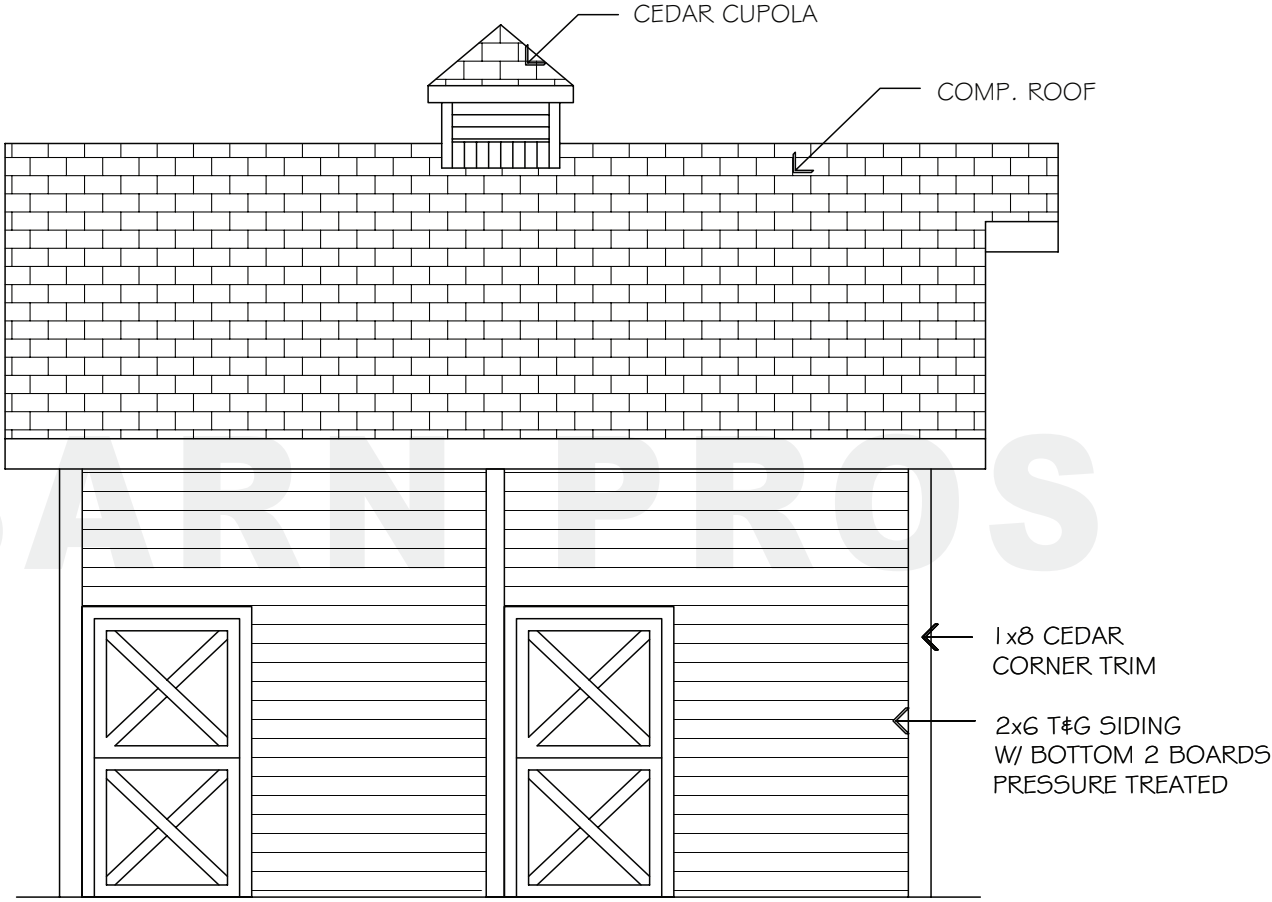 CEDAR CUPOLA
COMP. ROOF
BARN PROS
1x8 CEDAR
CORNER TRIM
2x6 T&G SIDING
W/ BOTTOM 2 BOARDS
PRESSURE TREATED